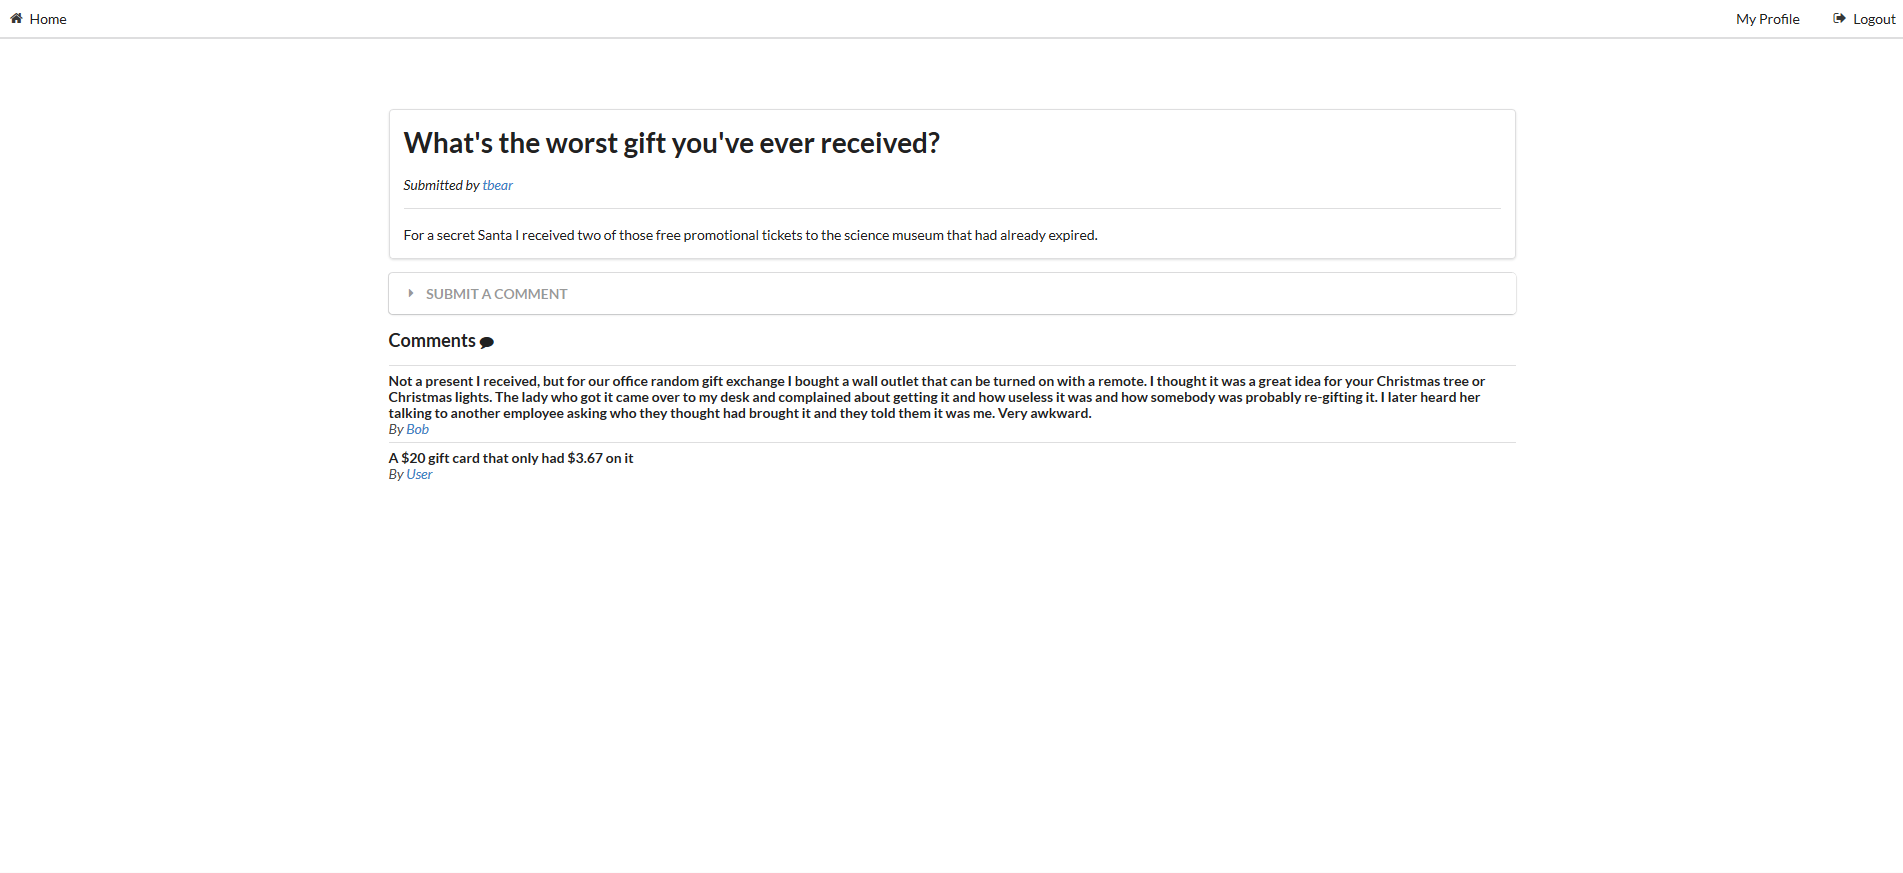 Home
My Profile
Logout
What's the worst gift you've ever received?
Submitted by tbear
For a secret Santa I received two of those free promotional tickets to the science museum that had already expired.
SUBMIT A COMMENT
Comments
Not a present I received, but for our office random gift exchange I bought a wall outlet that can be turned on with a remote. I thought it was a great idea for your Christmas tree or
Christmas lights. The lady who got it came over to my desk and complained about getting it and how useless it was and how somebody was probably re-gifting it. I later heard her
talking to another employee asking who they thought had brought it and they told them it was me. Very awkward.
By Bob
A $20 gift card that only had $3.67 on it
By User